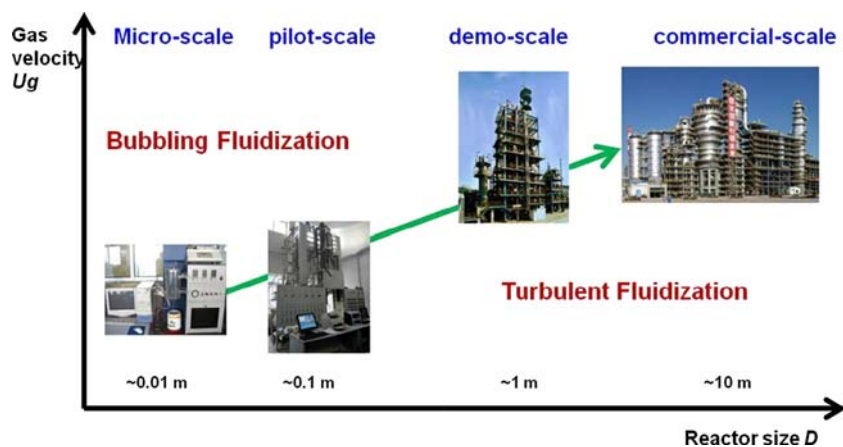 Gas
velocity
Ug
Micro-scale
pilot-scale
demo-scale
commercial-scale
Bubbling Fluidization
Turbulent Fluidization
~0.01 m
~0.1 m
~1 m
~10 m
Reactor size D